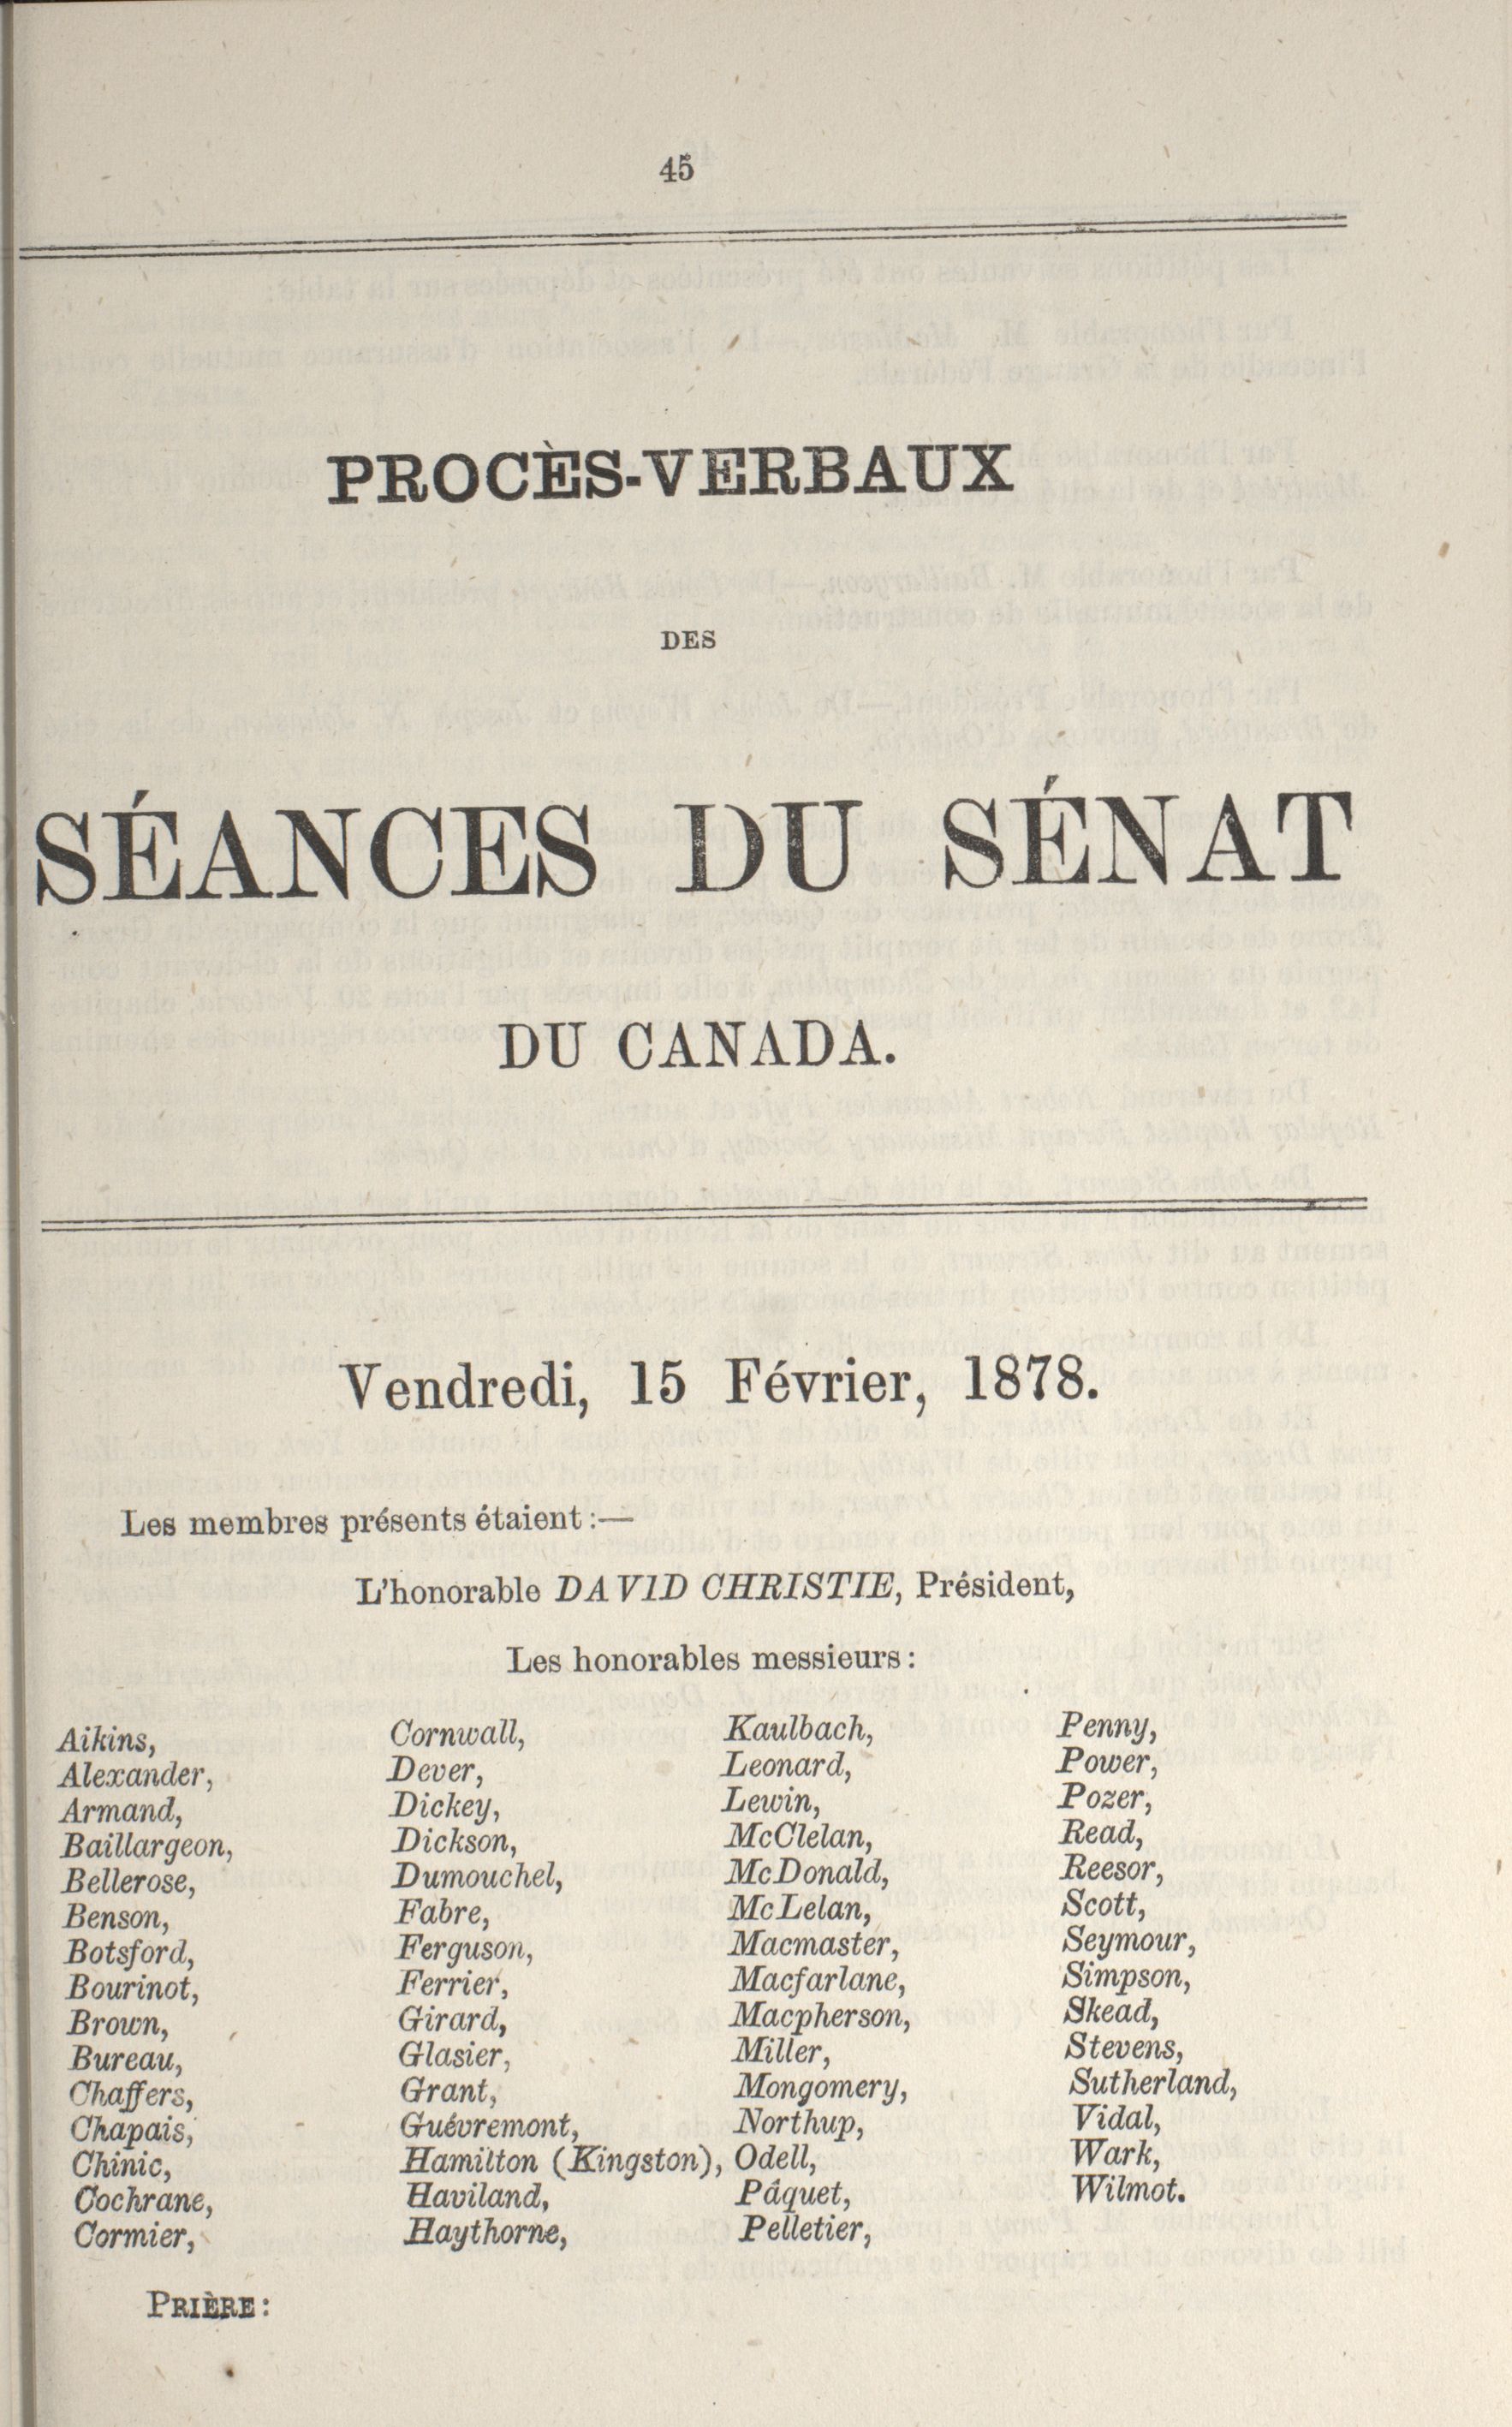 45
PROCÈS-VERBAUX
DES
SÉANCES DU SÉNAT
DU CANADA.
Vendredi, 15 Février, 1878.
Les membres présents étaient :—
L'honorable DAVID CHRISTIE, Président,
Les honorables messieurs :
Aikins,
Alexander,
Armand,
Baillargeon,
Bellerose,
Benson,
Botsford,
Bourinot,
Brown,
Bureau,
Chaffers,
Chapais,
Chinic,
Cochrane,
Cormier,
Cornwall,
Dever,
Dickey,
Dickson,
Dumouchel,
Fabre,
Ferguson,
Ferrier,
Girard,
Glasier,
Grant,
Guévremont,
Hamilton (Kingston),
Haviland,
Haythorne,
Kaulbach,
Leonard,
Lewin,
McClelan,
McDonald,
McLelan,
Macmaster,
Macfarlane,
Macpherson,
Miller,
Mongomery,
Northup,
Odell,
Pâquet,
Pelletier,
Penny,
Power,
Pozer,
Read,
Reesor,
Scott,
Seymour,
Simpson,
Skead,
Stevens,
Sutherland,
Vidal,
Wark,
Wilmot.
PRIÈRE :